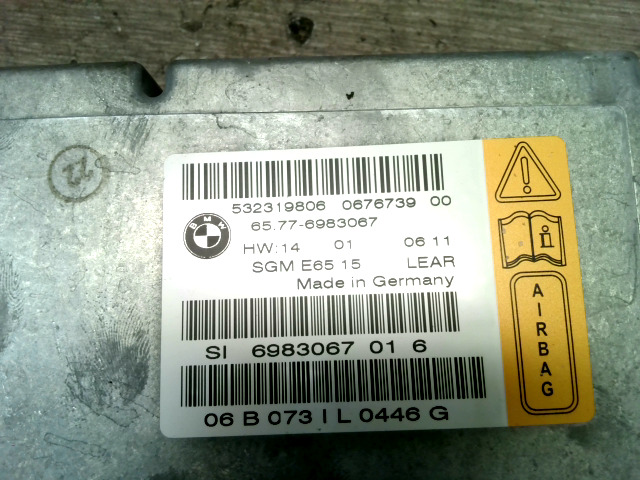 532319806 0676739 00
BMW
65.77-6983067
HW:14 01 06 11
SGM E65 15 LEAR
Made in Germany
SI 6983067 01 6
06 B 073 I L 0446 G
AIRBAG
22